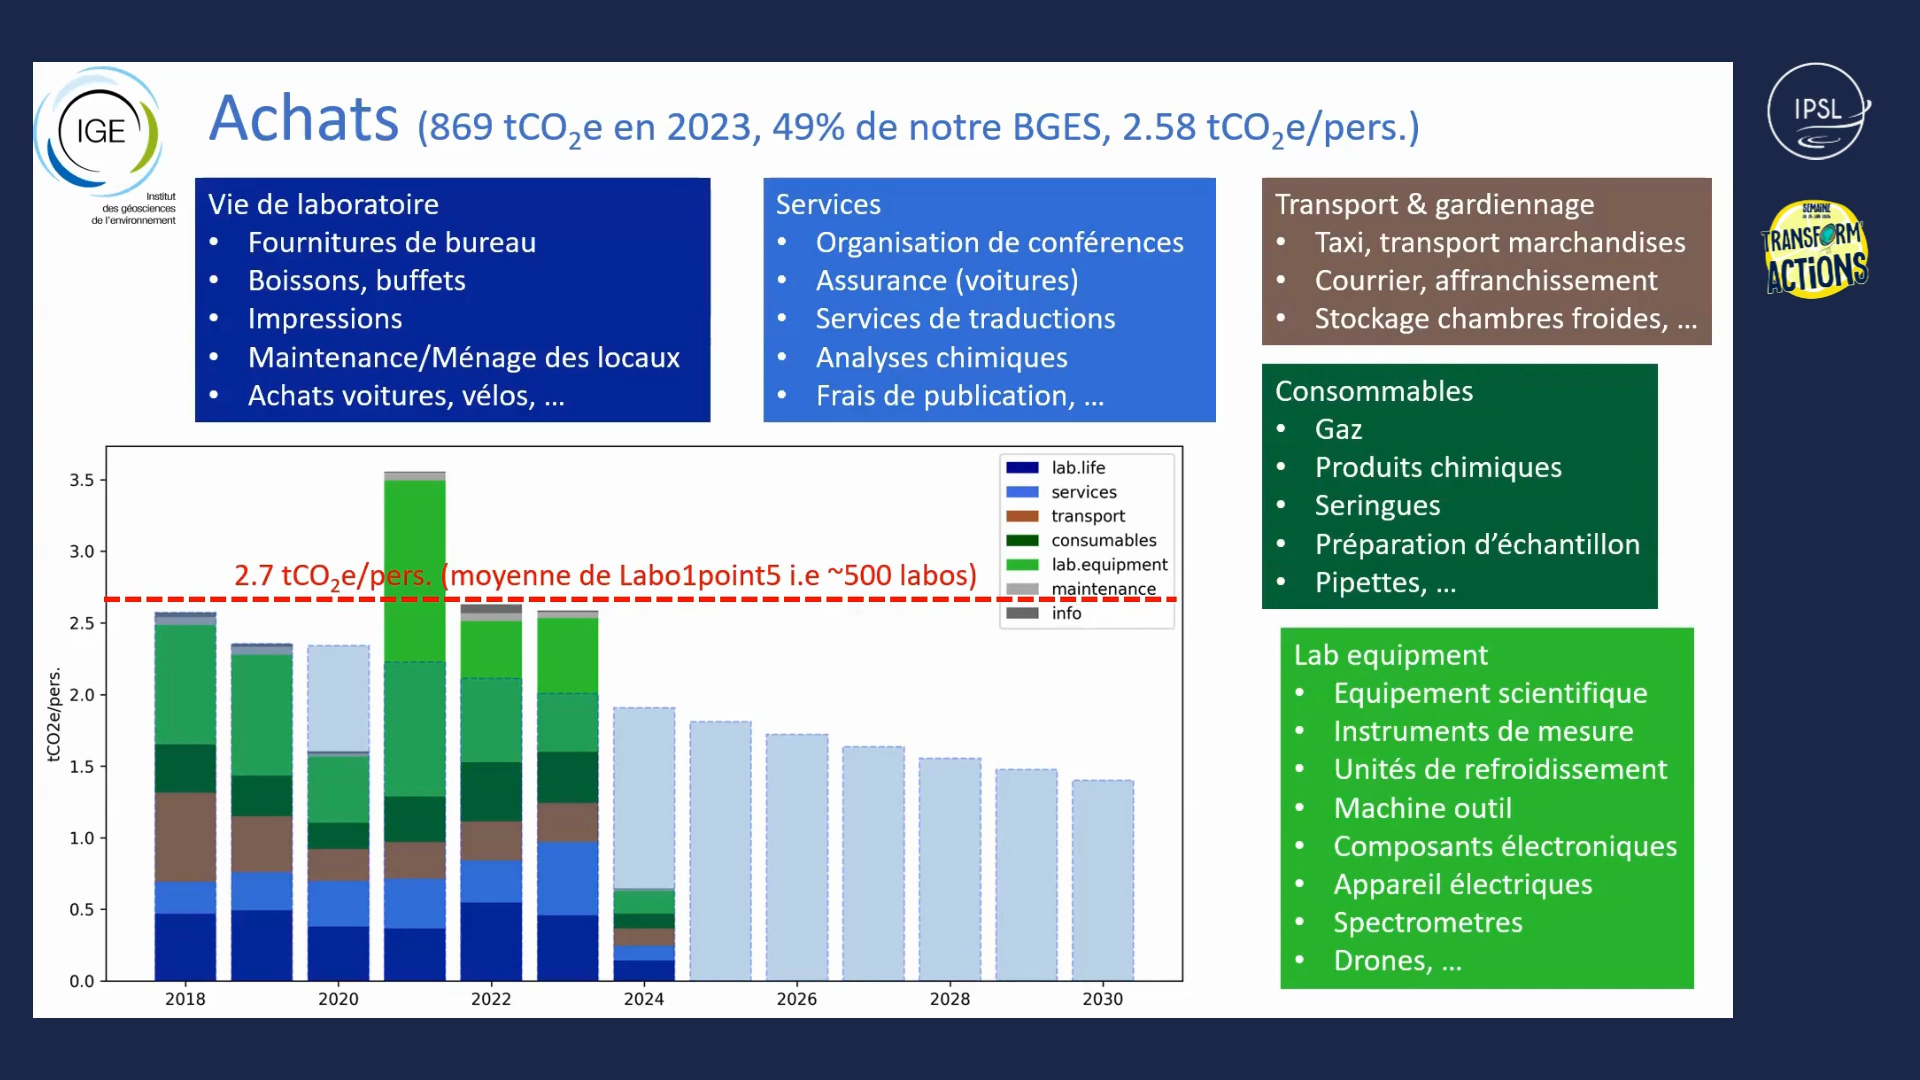 IGE
Institut
des géosciences
de l'environnement
Achats (869 tCO2e en 2023, 49% de notre BGES, 2.58 tCO2e/pers.)
IPSL
SEMAINE
TRANSFORM'
ACTIONS
Vie de laboratoire
• Fournitures de bureau
• Boissons, buffets
• Impressions
• Maintenance/Ménage des locaux
• Achats voitures, vélos, ...
Services
• Organisation de conférences
• Assurance (voitures)
• Services de traductions
• Analyses chimiques
• Frais de publication, ...
Transport & gardiennage
• Taxi, transport marchandises
• Courrier, affranchissement
• Stockage chambres froides, ...
Consommables
• Gaz
• Produits chimiques
• Seringues
• Préparation d'échantillon
• Pipettes, ...
Lab equipment
• Equipement scientifique
• Instruments de mesure
• Unités de refroidissement
• Machine outil
• Composants électroniques
• Appareil électriques
• Spectrometres
• Drones, ...
tCO2e/pers.
3.5
3.0
2.5
2.0
1.5
1.0
0.5
0.0
2.7 tCO2e/pers. (moyenne de Labo1point5 i.e ~500 labos)
lab.life
services
transport
consumables
lab.equipment
maintenance
info
2018
2020
2022
2024
2026
2028
2030